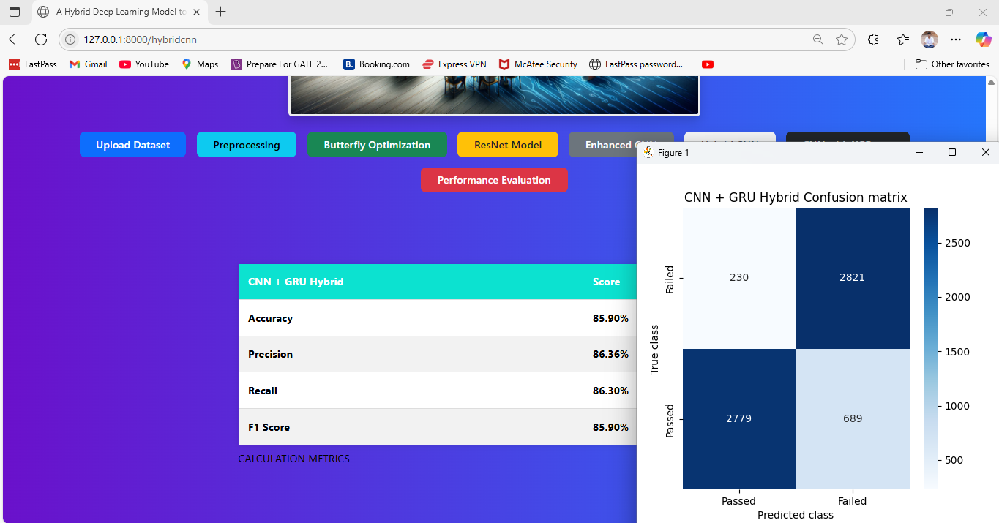 A Hybrid Deep Learning Model to
127.0.0.1:8000/hybridcnn
LastPass
Gmail
YouTube
Maps
Prepare For GATE 2...
B.
Booking.com
Express VPN
McAfee Security
LastPass password...
Other favorites
Upload Dataset
Preprocessing
Butterfly Optimization
ResNet Model
Enhanced
Performance Evaluation
CNN + GRU Hybrid Score
Accuracy 85.90%
Precision 86.36%
Recall 86.30%
F1 Score 85.90%
CALCULATION METRICS
Figure 1
CNN + GRU Hybrid Confusion matrix
True class
Failed
230
2821
Passed
2779
689
Passed
Failed
Predicted class
2500
2000
1500
1000
500